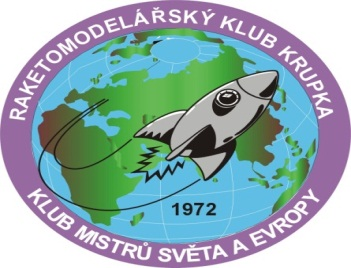 RAKETOMODELÁŘSKÝ KLUB KRUPKA
1972
KLUB MISTRŮ SVĚTA A EVROPY